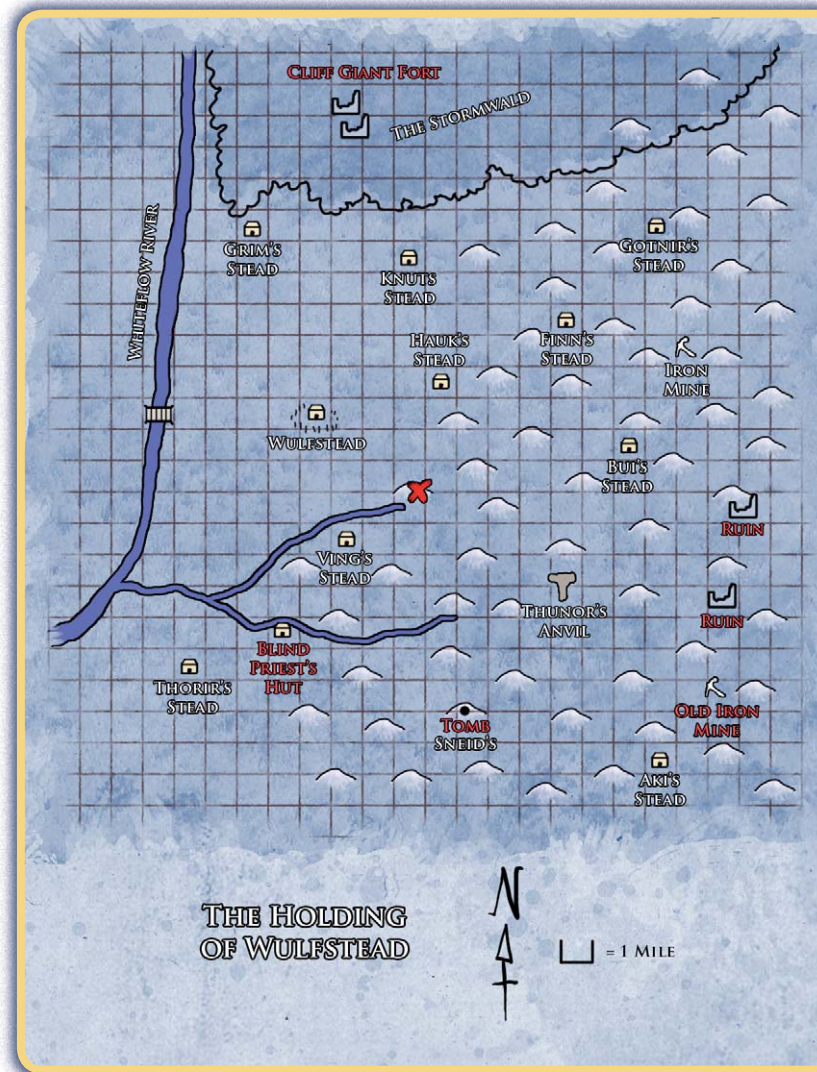 Cliff Giant Fort
The Stormwald
Whiteflow River
Grim's
Stead
Knut's
Stead
Gotnir's
Stead
Hauk's
Stead
Finn's
Stead
Iron
Mine
Wulfstead
Bui's
Stead
Ruin
Ving's
Stead
Thunor's
Anvil
Ruin
Blind
Priest's
Hut
Thorir's
Stead
Tomb
Sneid's
Old Iron
Mine
Aki's
Stead
The Holding
of Wulfstead
N
= 1 Mile